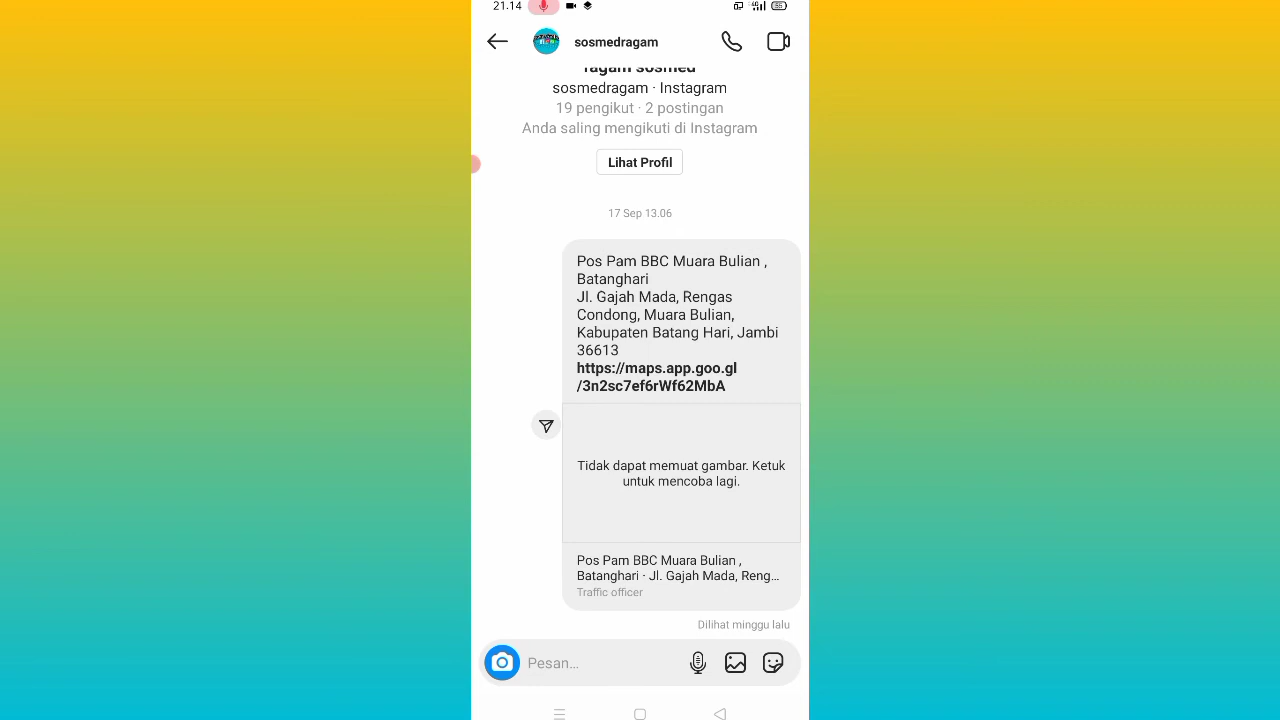 21.14
55
sosmedragam
ragam sosmed
sosmedragam · Instagram
19 pengikut · 2 postingan
Anda saling mengikuti di Instagram
Lihat Profil
17 Sep 13.06
Pos Pam BBC Muara Bulian ,
Batanghari
Jl. Gajah Mada, Rengas
Condong, Muara Bulian,
Kabupaten Batang Hari, Jambi
36613
https://maps.app.goo.gl
/3n2sc7ef6rWf62MbA
Tidak dapat memuat gambar. Ketuk
untuk mencoba lagi.
Pos Pam BBC Muara Bulian ,
Batanghari · Jl. Gajah Mada, Reng...
Traffic officer
Dilihat minggu lalu
Pesan...